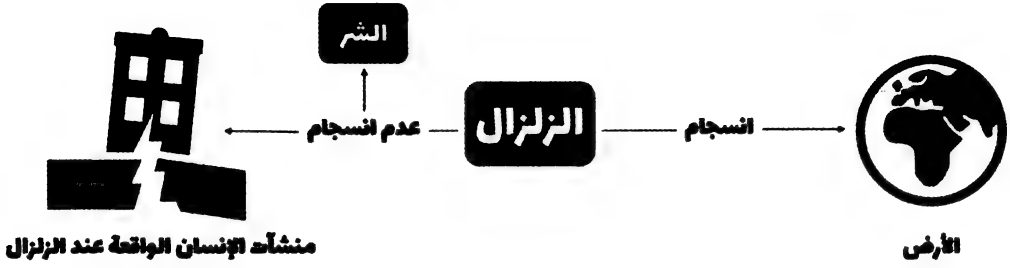 الشر
الزلزال
انسجام
عدم انسجام
الأرض
منشآت الإنسان الواقعة عند الزلزال